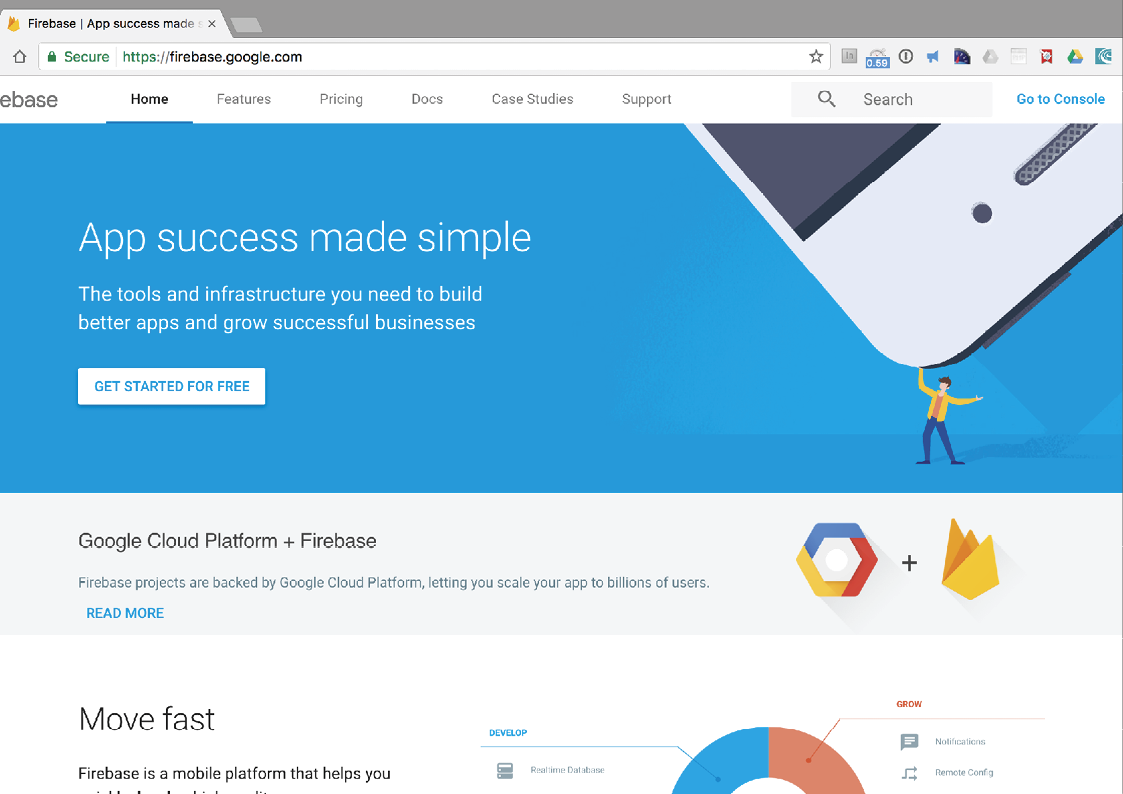 Firebase | App success made s
Secure https://firebase.google.com
0.59
ebase Home Features Pricing Docs Case Studies Support Search Go to Console
App success made simple
The tools and infrastructure you need to build
better apps and grow successful businesses
GET STARTED FOR FREE
Google Cloud Platform + Firebase
Firebase projects are backed by Google Cloud Platform, letting you scale your app to billions of users.
READ MORE
Move fast
Firebase is a mobile platform that helps you
DEVELOP
Realtime Database
GROW
Notifications
Remote Config